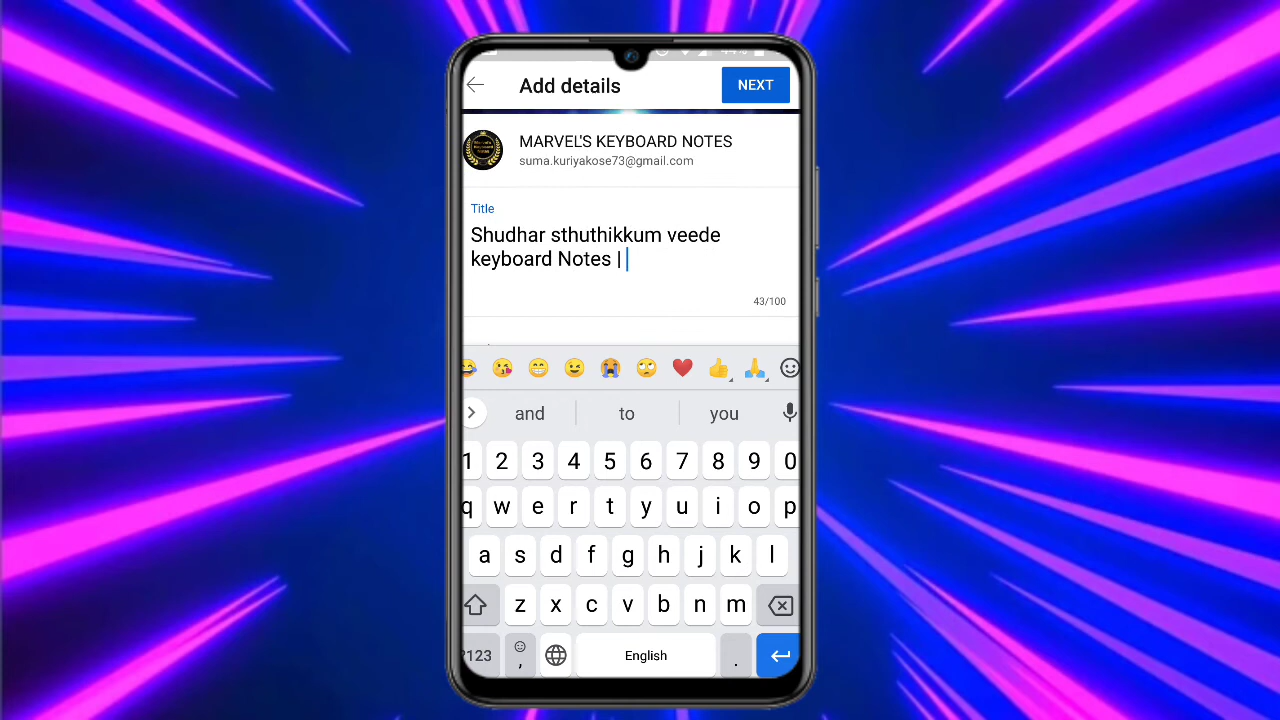 Add details
NEXT
MARVEL'S KEYBOARD NOTES
suma.kuriyakose73@gmail.com
Title
Shudhar sthuthikkum veede
keyboard Notes |
43/100
and to you
1 2 3 4 5 6 7 8 9 0
q w e r t y u i o p
a s d f g h j k l
z x c v b n m
?123 , English .